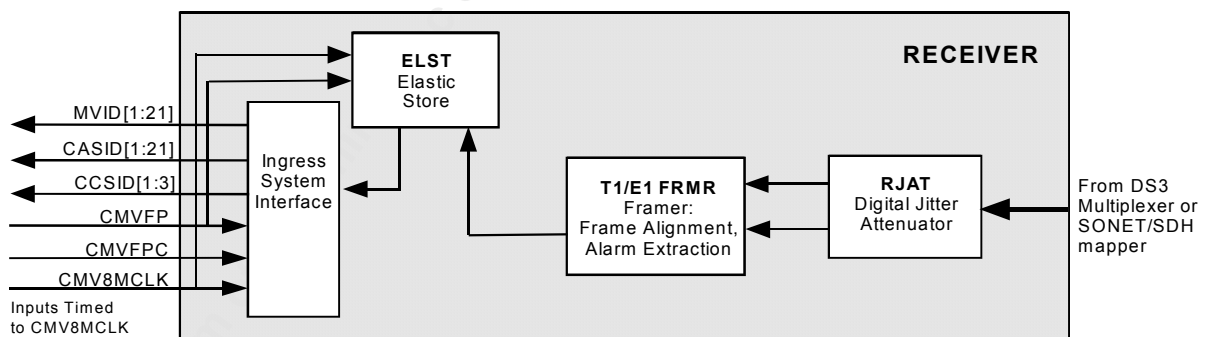 RECEIVER
ELST
Elastic
Store
MVID[1:21]
CASID[1:21]
CCSID[1:3]
CMVFP
CMVFPC
CMV8MCLK
Inputs Timed
to CMV8MCLK
Ingress
System
Interface
T1/E1 FRMR
Framer:
Frame Alignment,
Alarm Extraction
RJAT
Digital Jitter
Attenuator
From DS3
Multiplexer or
SONET/SDH
mapper